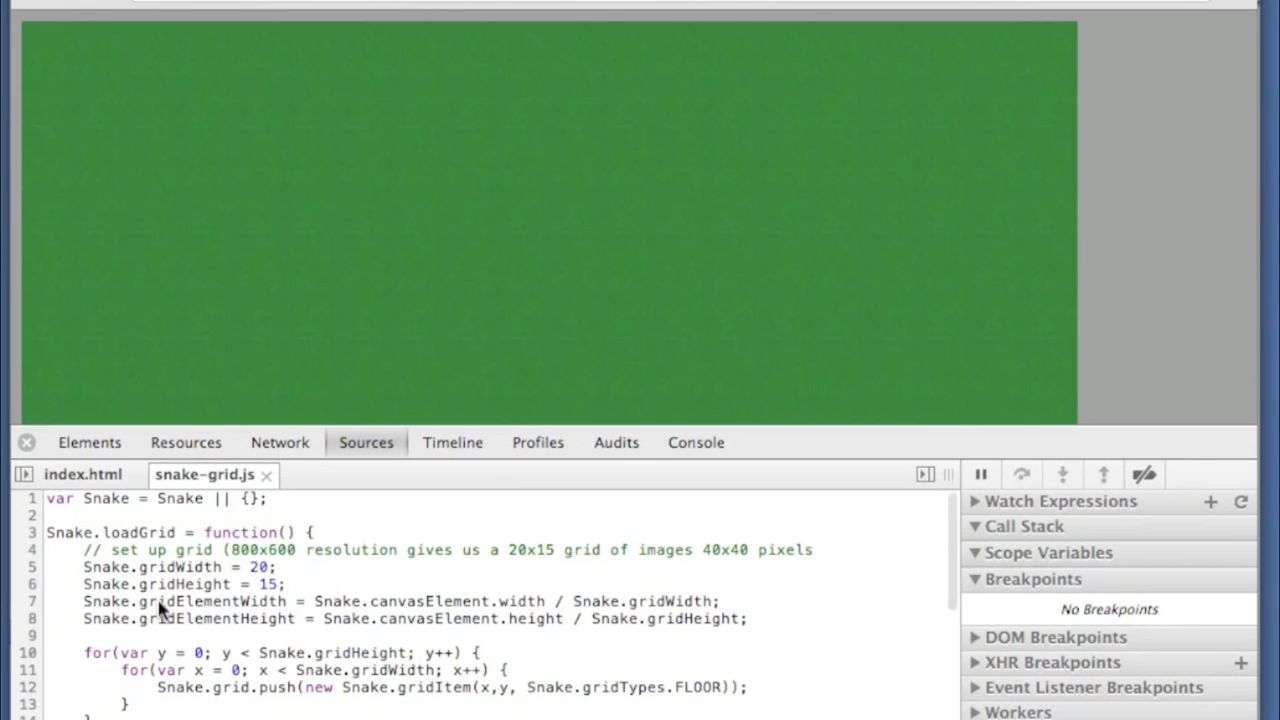 Elements Resources Network Sources Timeline Profiles Audits Console
index.html snake-grid.js
1 var Snake = Snake || {};
2
3 Snake.loadGrid = function() {
4 // set up grid (800x600 resolution gives us a 20x15 grid of images 40x40 pixels
5 Snake.gridWidth = 20;
6 Snake.gridHeight = 15;
7 Snake.gridElementWidth = Snake.canvasElement.width / Snake.gridWidth;
8 Snake.gridElementHeight = Snake.canvasElement.height / Snake.gridHeight;
9
10 for(var y = 0; y < Snake.gridHeight; y++) {
11 for(var x = 0; x < Snake.gridWidth; x++) {
12 Snake.grid.push(new Snake.gridItem(x,y, Snake.gridTypes.FLOOR));
13 }
14 }
Watch Expressions
Call Stack
Scope Variables
Breakpoints
No Breakpoints
DOM Breakpoints
XHR Breakpoints
Event Listener Breakpoints
Workers